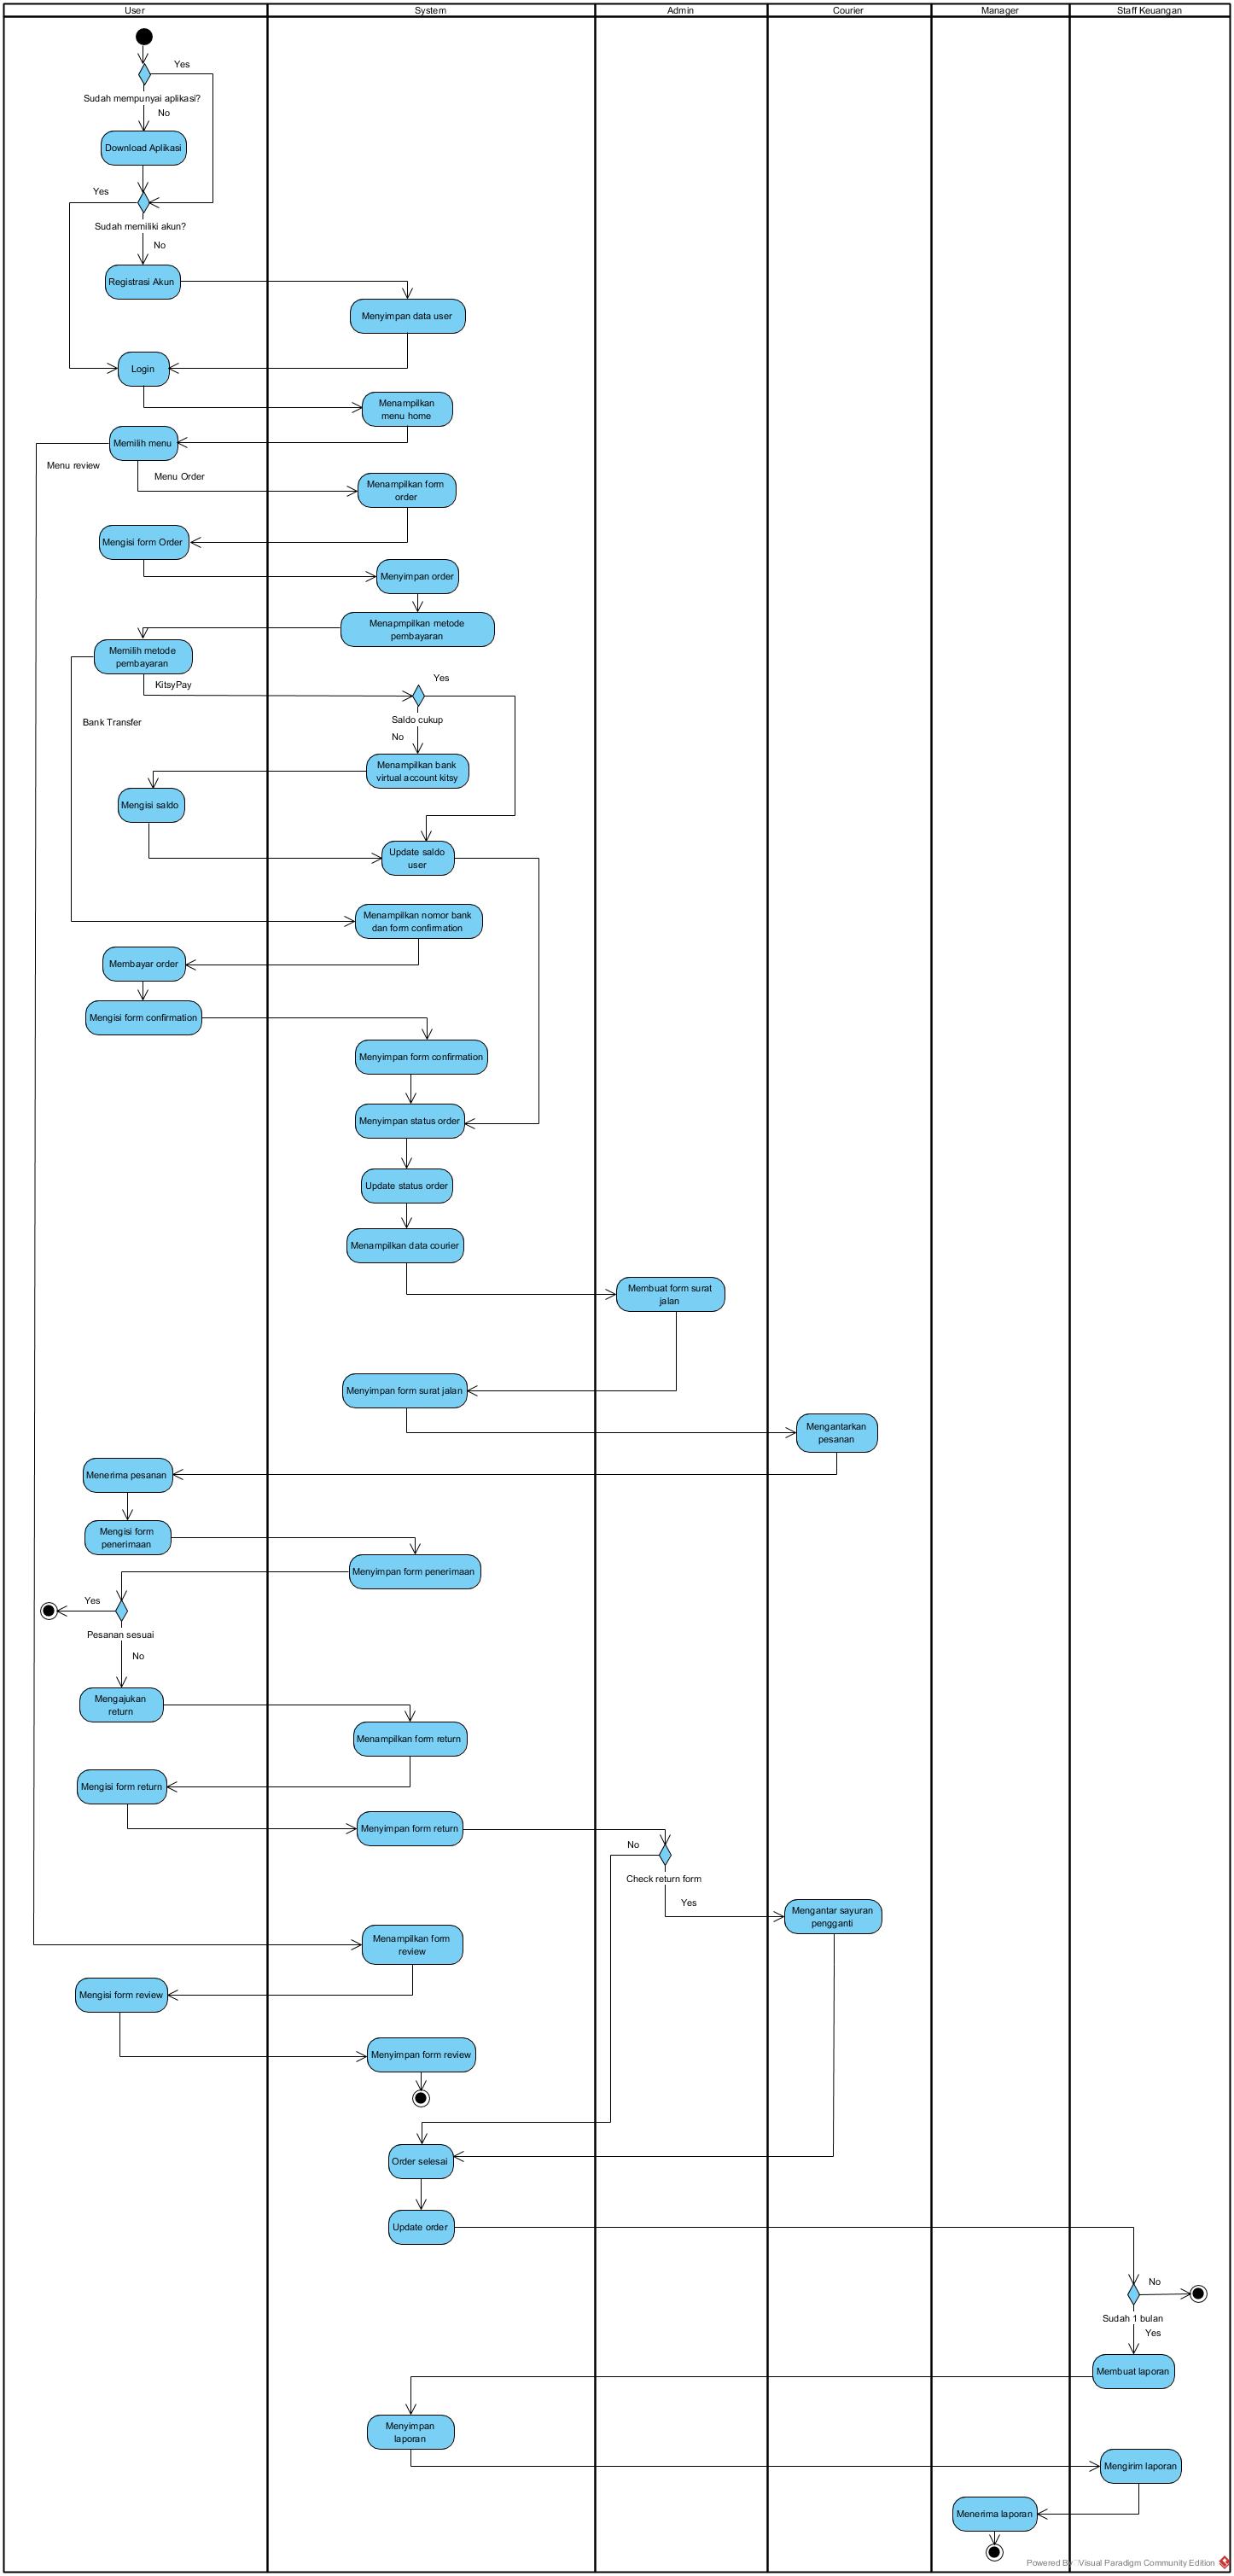 User
System
Admin
Courier
Manager
Staff Keuangan
Yes
Sudah mempunyai aplikasi?
No
Download Aplikasi
Yes
Sudah memiliki akun?
No
Registrasi Akun
Menyimpan data user
Login
Menampilkan
menu home
Memilih menu
Menu review
Menu Order
Menampilkan form
order
Mengisi form Order
Menyimpan order
Menapmpilkan metode
pembayaran
Memilih metode
pembayaran
KitsyPay
Yes
Bank Transfer
Saldo cukup
No
Menampilkan bank
virtual account kitsy
Mengisi saldo
Update saldo
user
Menampilkan nomor bank
dan form confirmation
Membayar order
Mengisi form confirmation
Menyimpan form confirmation
Menyimpan status order
Update status order
Menampilkan data courier
Membuat form surat
jalan
Menyimpan form surat jalan
Mengantarkan
pesanan
Menerima pesanan
Mengisi form
penerimaan
Menyimpan form penerimaan
Yes
Pesanan sesuai
No
Mengajukan
return
Menampilkan form return
Mengisi form return
Menyimpan form return
No
Check return form
Yes
Mengantar sayuran
pengganti
Menampilkan form
review
Mengisi form review
Menyimpan form review
Order selesai
Update order
No
Sudah 1 bulan
Yes
Membuat laporan
Menyimpan
laporan
Mengirim laporan
Menerima laporan
Powered By Visual Paradigm Community Edition